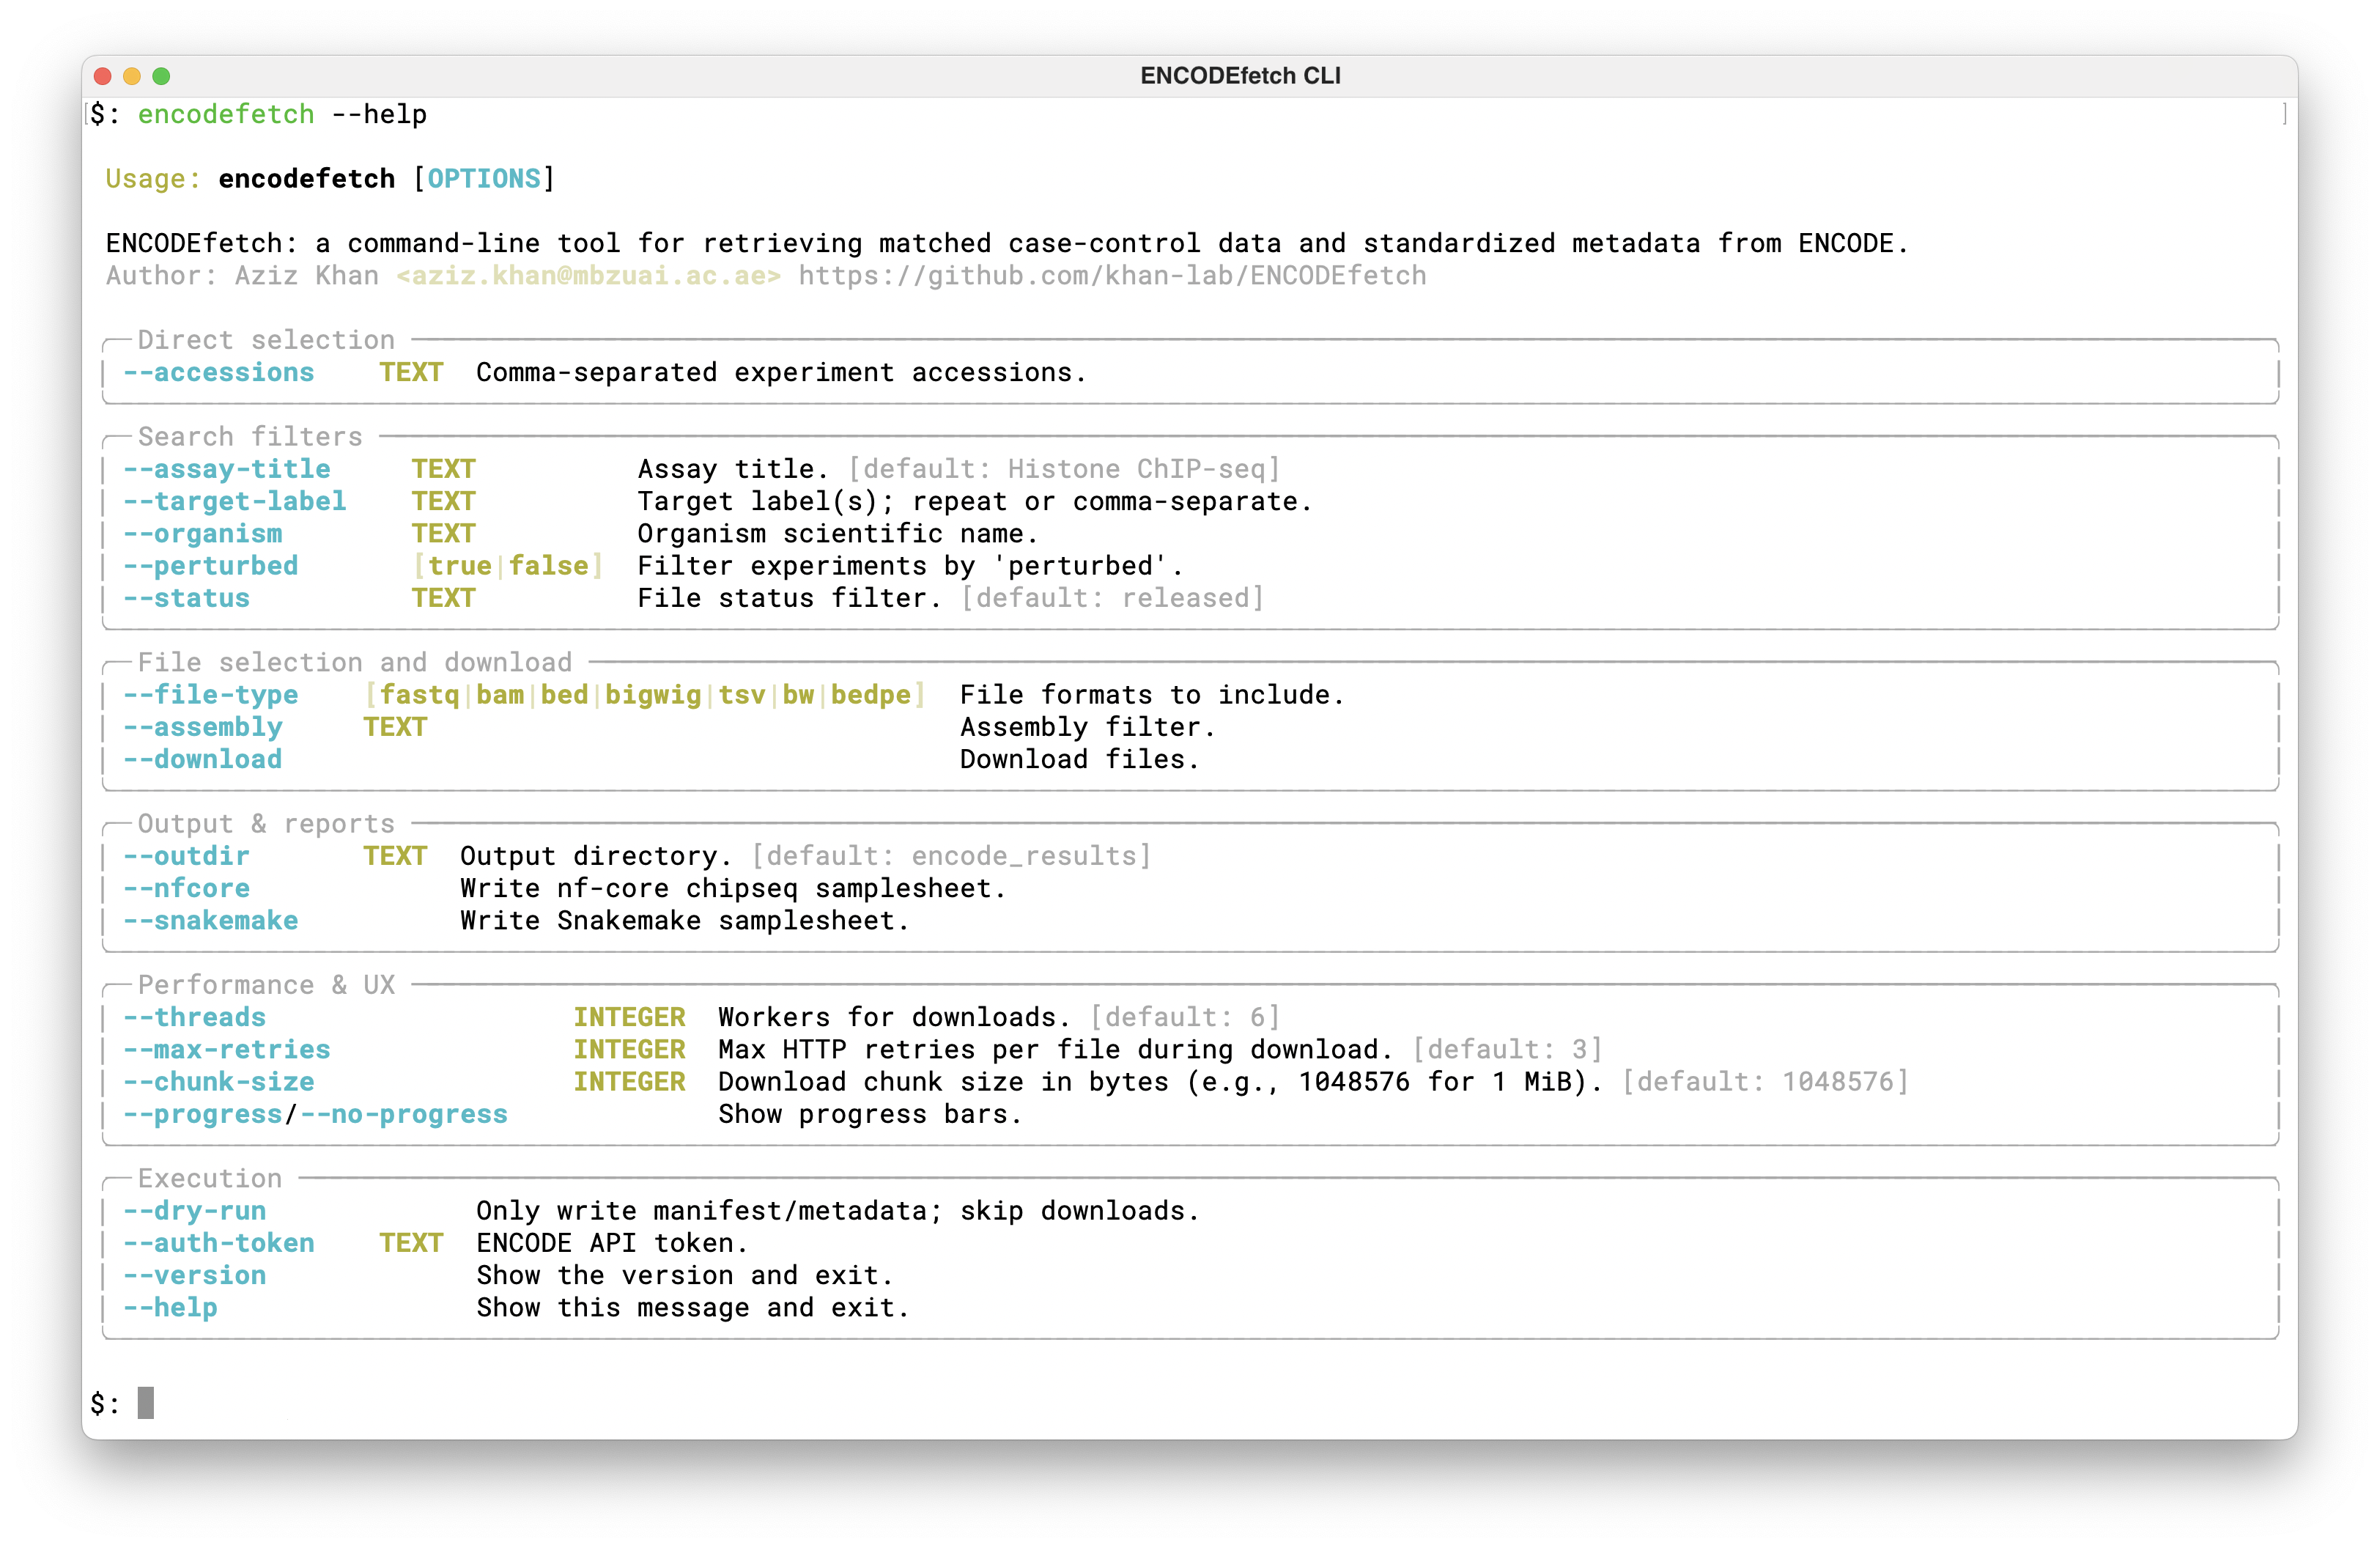 ENCODEfetch CLI
$: encodefetch --help
Usage: encodefetch [OPTIONS]
ENCODEfetch: a command-line tool for retrieving matched case-control data and standardized metadata from ENCODE.
Author: Aziz Khan <aziz.khan@mbzuai.ac.ae> https://github.com/khan-lab/ENCODEfetch
Direct selection
--accessions TEXT Comma-separated experiment accessions.
Search filters
--assay-title TEXT Assay title. [default: Histone ChIP-seq]
--target-label TEXT Target label(s); repeat or comma-separate.
--organism TEXT Organism scientific name.
--perturbed [true|false] Filter experiments by 'perturbed'.
--status TEXT File status filter. [default: released]
File selection and download
--file-type [fastq|bam|bed|bigwig|tsv|bw|bedpe] File formats to include.
--assembly TEXT Assembly filter.
--download Download files.
Output & reports
--outdir TEXT Output directory. [default: encode_results]
--nfcore Write nf-core chipseq samplesheet.
--snakemake Write Snakemake samplesheet.
Performance & UX
--threads INTEGER Workers for downloads. [default: 6]
--max-retries INTEGER Max HTTP retries per file during download. [default: 3]
--chunk-size INTEGER Download chunk size in bytes (e.g., 1048576 for 1 MiB). [default: 1048576]
--progress/--no-progress Show progress bars.
Execution
--dry-run Only write manifest/metadata; skip downloads.
--auth-token TEXT ENCODE API token.
--version Show the version and exit.
--help Show this message and exit.
$: